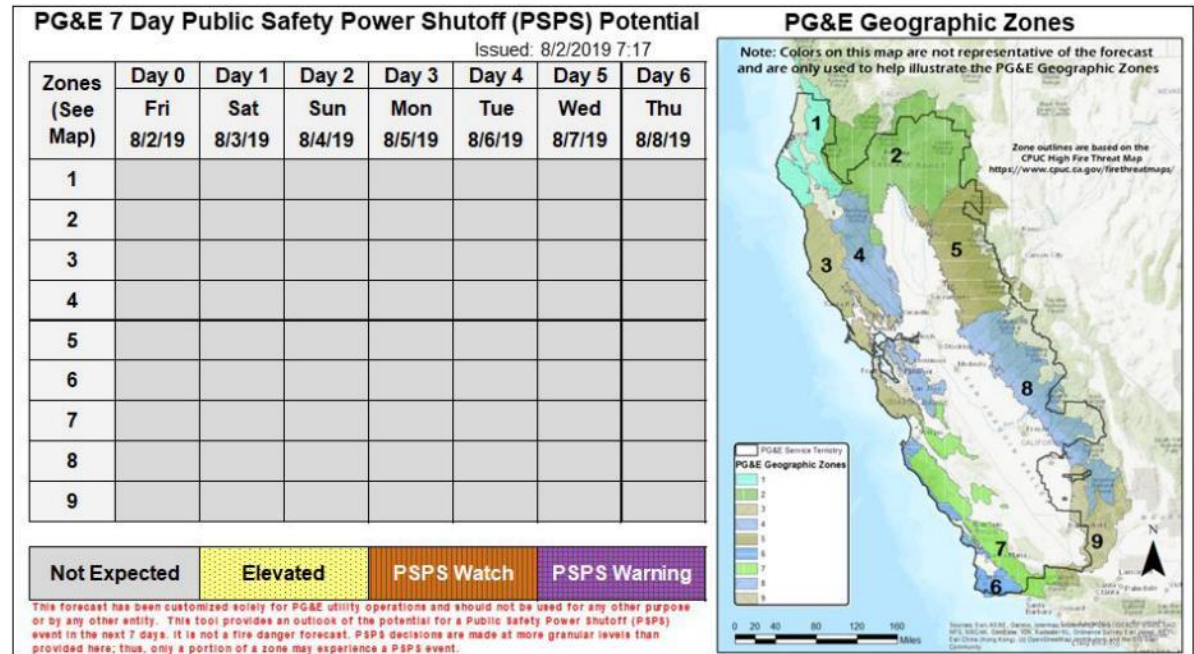 PG&E 7 Day Public Safety Power Shutoff (PSPS) Potential
Issued: 8/2/2019 7:17
Zones (See Map) Day 0 Day 1 Day 2 Day 3 Day 4 Day 5 Day 6
Fri Sat Sun Mon Tue Wed Thu
8/2/19 8/3/19 8/4/19 8/5/19 8/6/19 8/7/19 8/8/19
1
2
3
4
5
6
7
8
9
Not Expected Elevated PSPS Watch PSPS Warning
This forecast has been customized solely for PG&E utility operations and should not be used for any other purpose
or by any other entity. This tool provides an outlook of the potential for a Public Safety Power Shutoff (PSPS)
event in the next 7 days. It is not a fire danger forecast. PSPS decisions are made at more granular levels than
provided here; thus, only a portion of a zone may experience a PSPS event.
PG&E Geographic Zones
Note: Colors on this map are not representative of the forecast
and are only used to help illustrate the PG&E Geographic Zones
Zone outlines are based on the
CPUC High Fire Threat Map
https://www.cpuc.ca.gov/firethreatmaps/
1
2
3
4
5
8
7
9
6
N
PG&E Service Territory
PG&E Geographic Zones
1
2
3
4
5
6
7
8
9
0 20 40 80 120 160
Miles